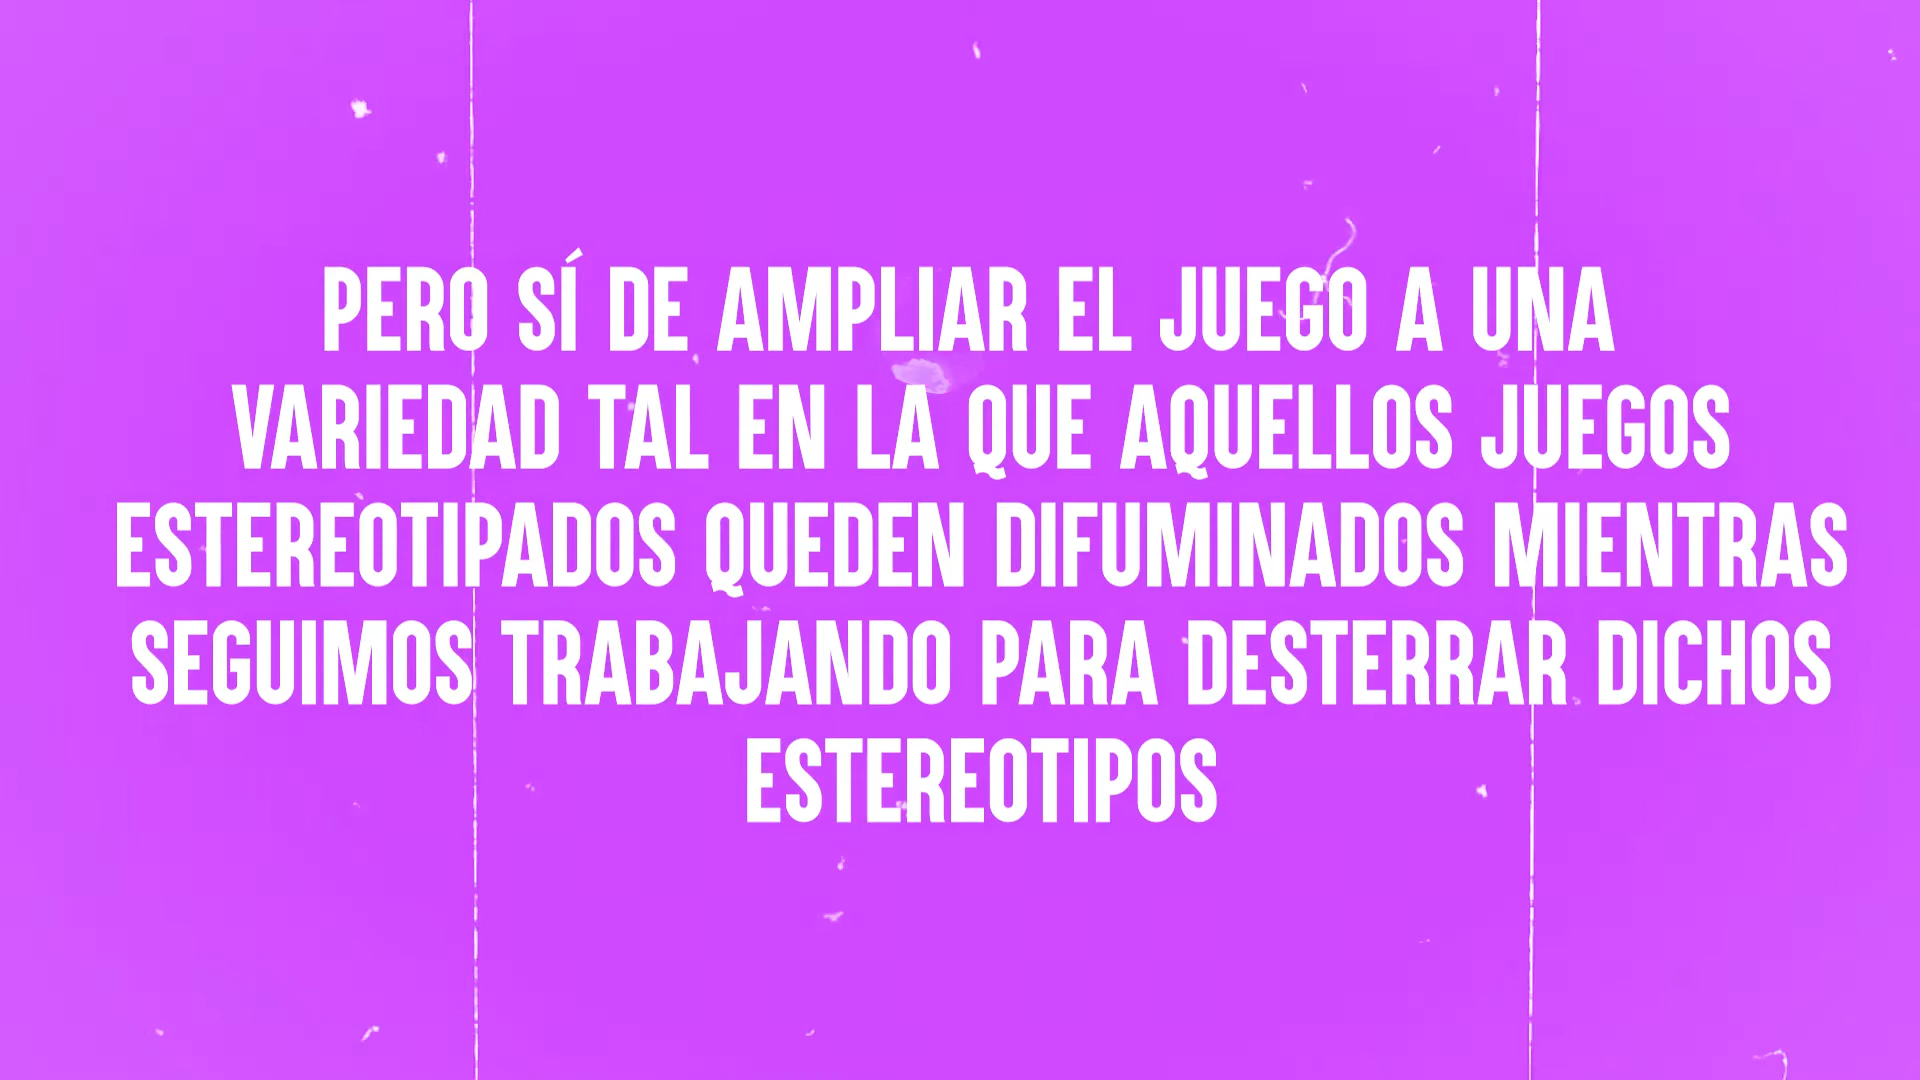 PERO SÍ DE AMPLIAR EL JUEGO A UNA
VARIEDAD TAL EN LA QUE AQUELLOS JUEGOS
ESTEREOTIPADOS QUEDEN DIFUMINADOS MIENTRAS
SEGUIMOS TRABAJANDO PARA DESTERRAR DICHOS
ESTEREOTIPOS